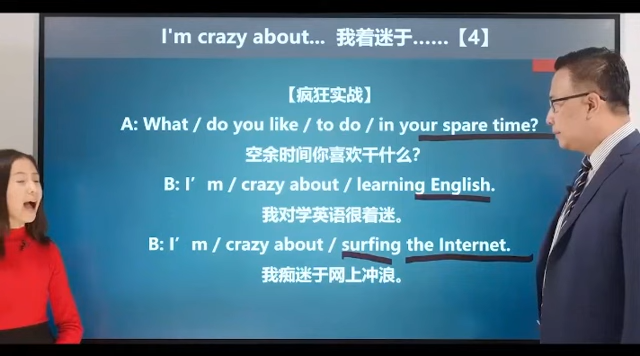 I'm crazy about... 我着迷于……【4】
【疯狂实战】
A: What / do you like / to do / in your spare time?
空余时间你喜欢干什么?
B: I'm / crazy about / learning English.
我对学英语很着迷。
B: I'm / crazy about / surfing the Internet.
我痴迷于网上冲浪。